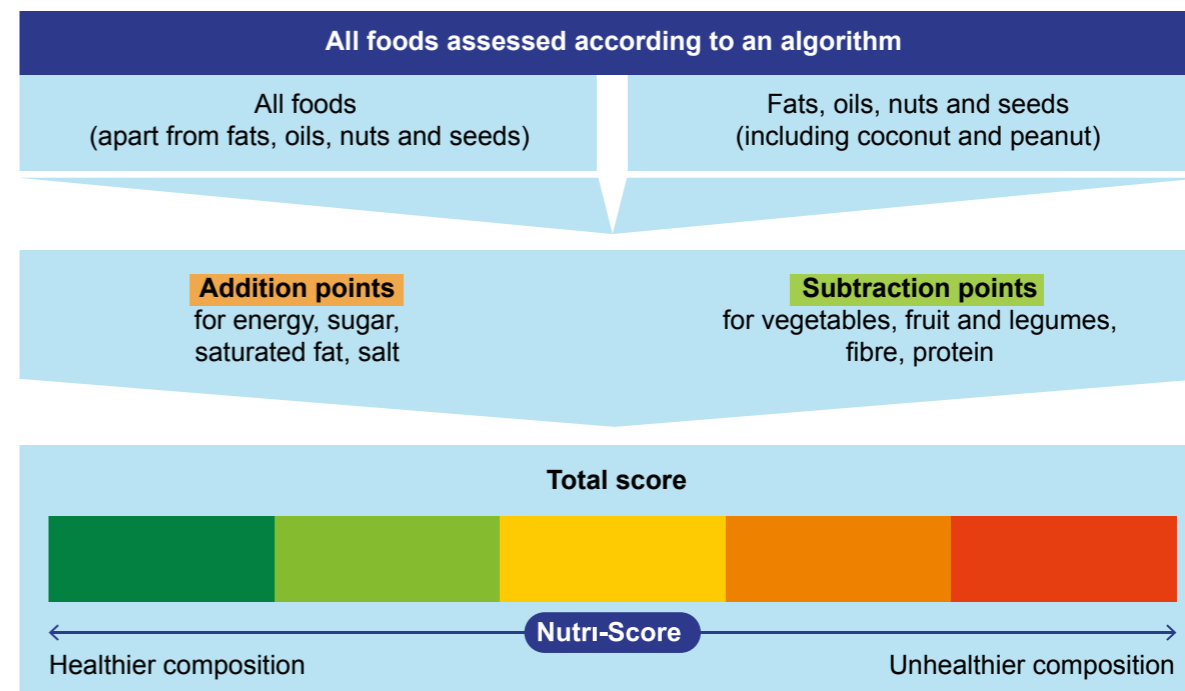 All foods assessed according to an algorithm
All foods
(apart from fats, oils, nuts and seeds)
Fats, oils, nuts and seeds
(including coconut and peanut)
Addition points
for energy, sugar,
saturated fat, salt
Subtraction points
for vegetables, fruit and legumes,
fibre, protein
Total score
Nutrı-Score
Healthier composition
Unhealthier composition